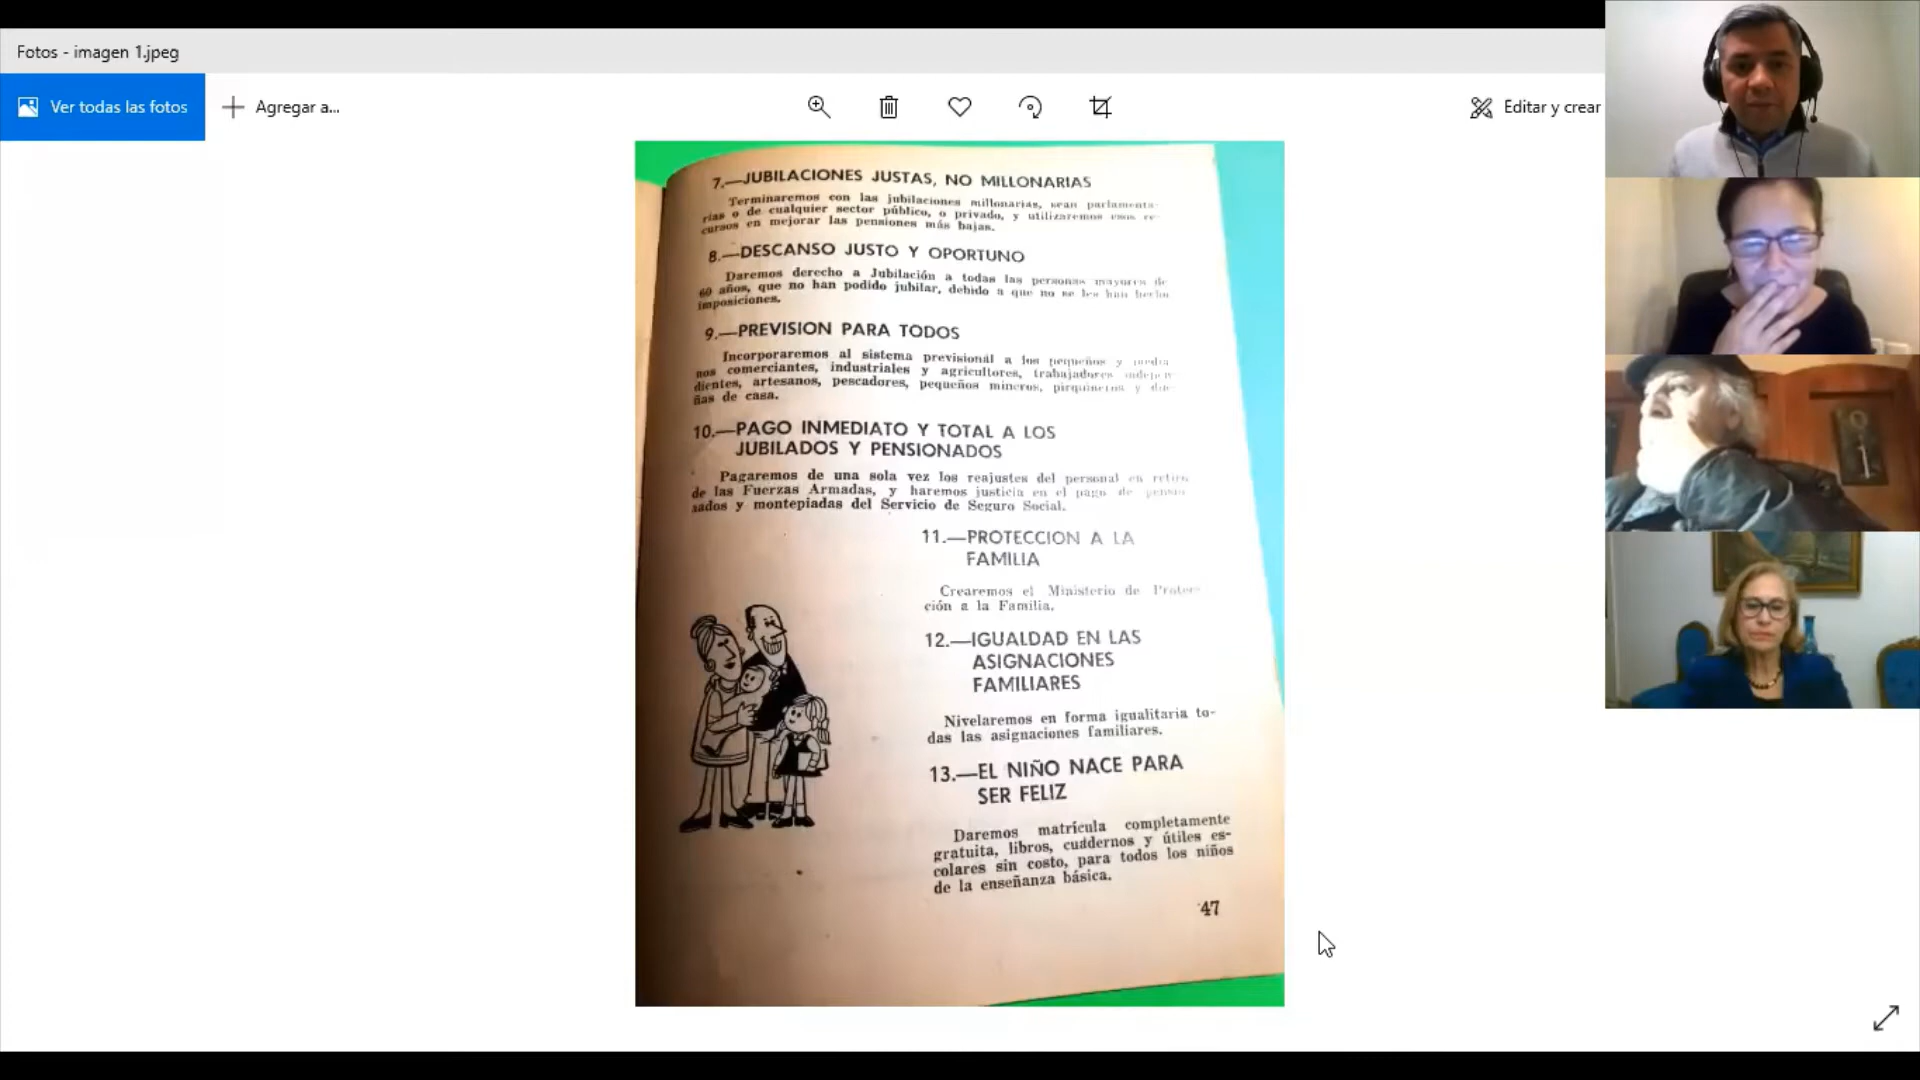 Fotos - imagen 1.jpeg
Ver todas las fotos
Agregar a...
Editar y crear
7.—JUBILACIONES JUSTAS, NO MILLONARIAS
Terminaremos con las jubilaciones millonarias, sean parlamenta-
rias o de cualquier sector público, o privado, y utilizaremos esos re-
cursos en mejorar las pensiones más bajas.
8.—DESCANSO JUSTO Y OPORTUNO
Daremos derecho a Jubilación a todas las personas mayores de
60 años, que no han podido jubilar, debido a que no se les han hecho
imposiciones.
9.—PREVISION PARA TODOS
Incorporaremos al sistema previsional a los pequeños y media
nos comerciantes, industriales y agricultores, trabajadores indepen
dientes, artesanos, pescadores, pequeños mineros, pirquineros y due
ñas de casa.
10.—PAGO INMEDIATO Y TOTAL A LOS
JUBILADOS Y PENSIONADOS
Pagaremos de una sola vez los reajustes del personal en retiro
de las Fuerzas Armadas, y haremos justicia en el pago de pensio
nados y montepiadas del Servicio de Seguro Social.
11.—PROTECCION A LA
FAMILIA
Crearemos el Ministerio de Protec-
ción a la Familia.
12.—IGUALDAD EN LAS
ASIGNACIONES
FAMILIARES
Nivelaremos en forma igualitaria to-
das las asignaciones familiares.
13.—EL NIÑO NACE PARA
SER FELIZ
Daremos matrícula completamente
gratuita, libros, cuadernos y útiles es-
colares sin costo, para todos los niños
de la enseñanza básica.
47